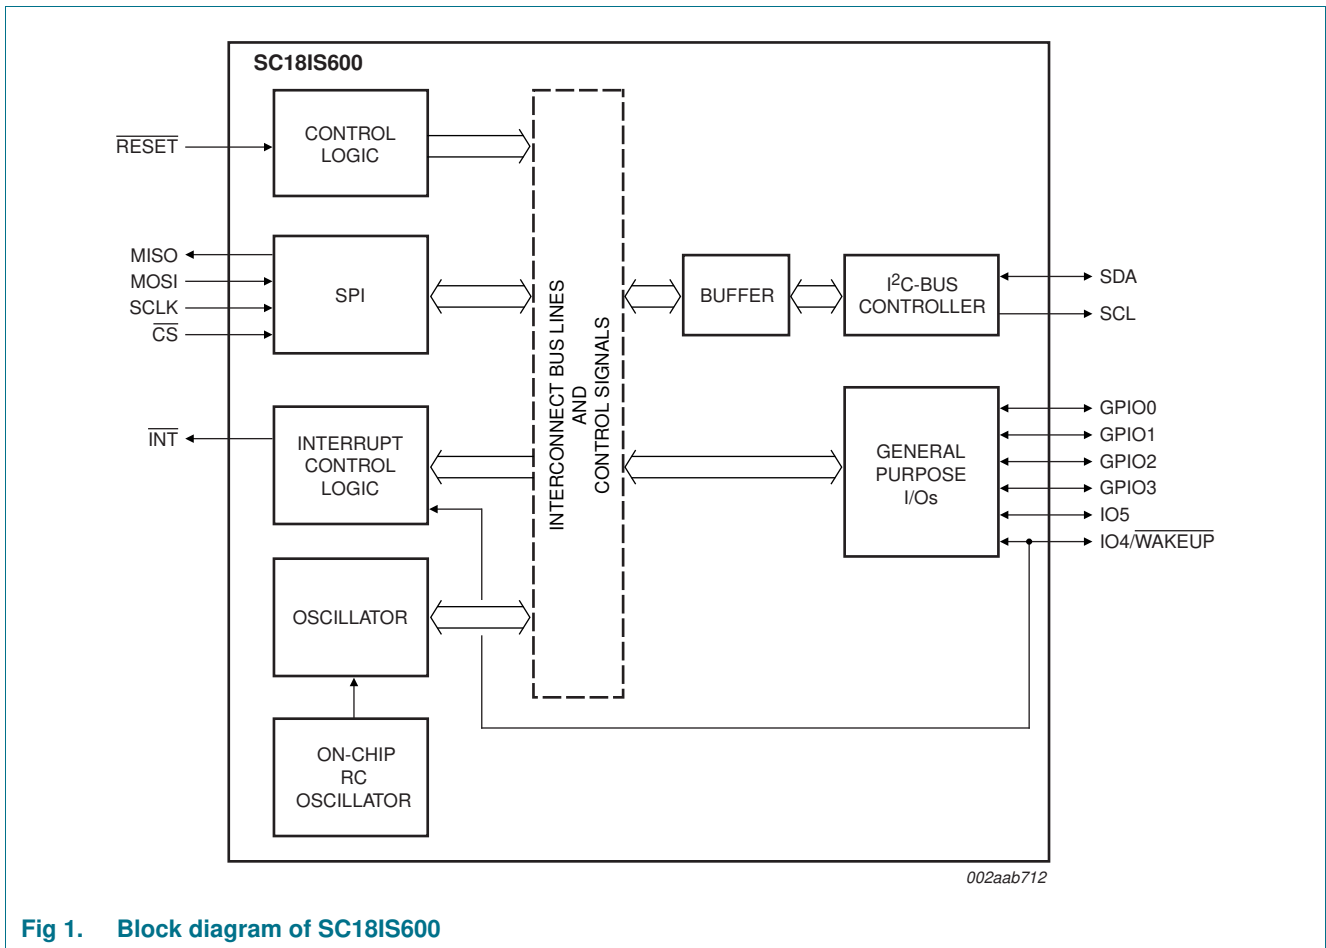 SC18IS600
CONTROL
LOGIC
RESET
MISO
MOSI
SCLK
CS
SPI
INT
INTERRUPT
CONTROL
LOGIC
OSCILLATOR
ON-CHIP
RC
OSCILLATOR
INTERCONNECT BUS LINES
AND
CONTROL SIGNALS
BUFFER
I²C-BUS
CONTROLLER
SDA
SCL
GENERAL
PURPOSE
I/Os
GPIO0
GPIO1
GPIO2
GPIO3
IO5
IO4/WAKEUP
002aab712
Fig 1. Block diagram of SC18IS600